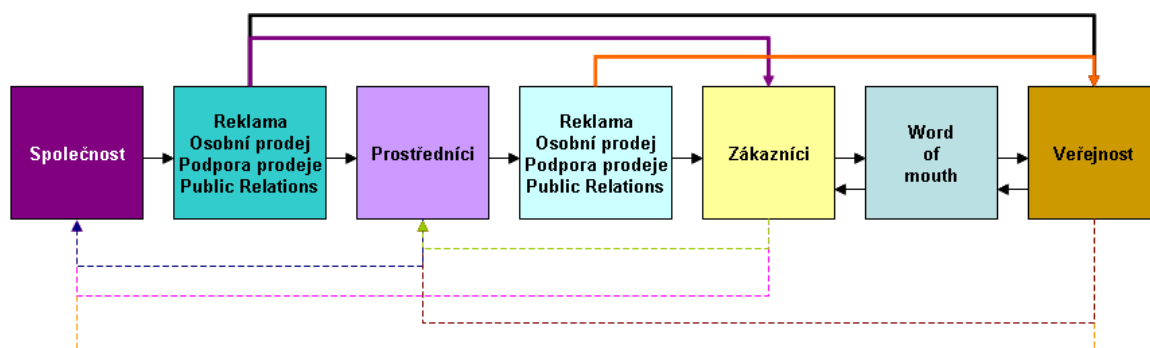 Společnost
Reklama
Osobní prodej
Podpora prodeje
Public Relations
Prostředníci
Reklama
Osobní prodej
Podpora prodeje
Public Relations
Zákazníci
Word
of
mouth
Veřejnost